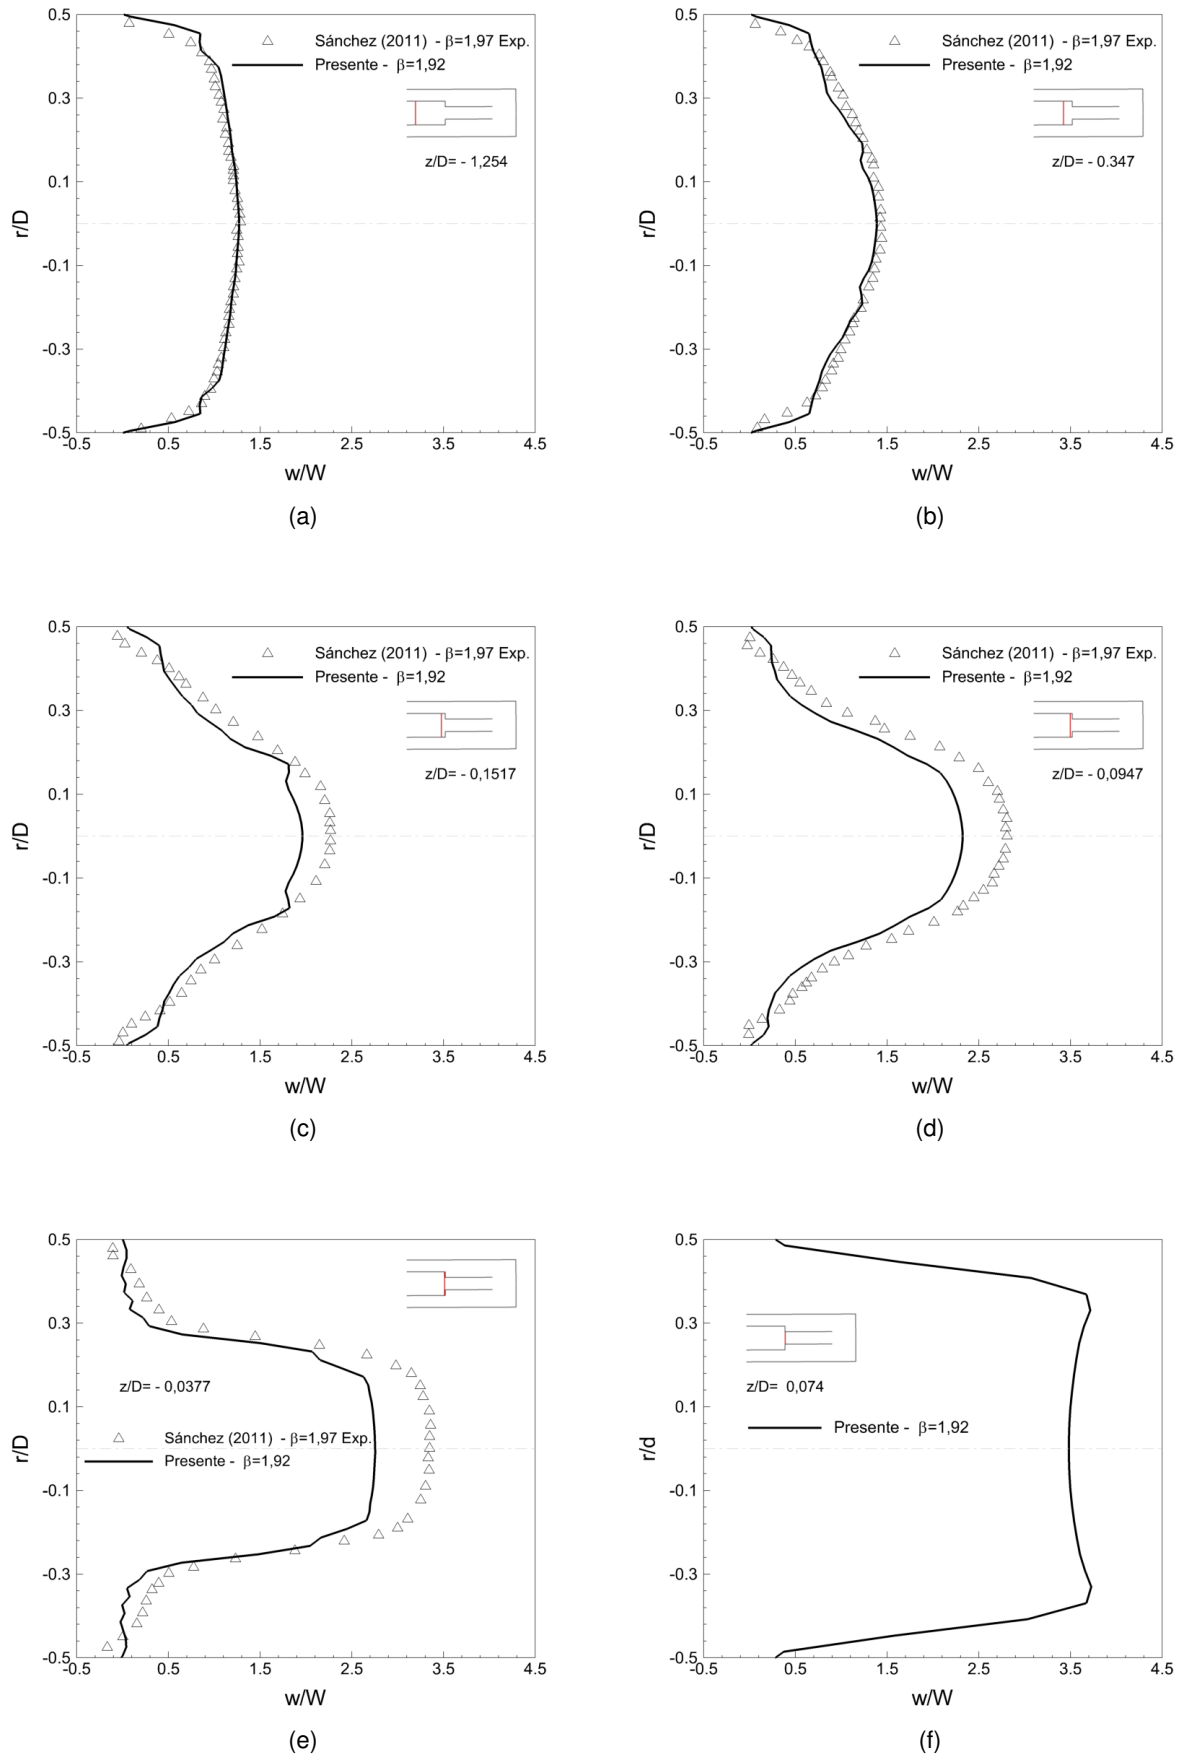 0.5
0.3
0.1
-0.1
-0.3
-0.5
r/D
-0.5 0.5 1.5 2.5 3.5 4.5
w/W
Sánchez (2011) - β=1,97 Exp.
Presente - β=1,92
z/D= - 1,254
(a)
0.5
0.3
0.1
-0.1
-0.3
-0.5
r/D
-0.5 0.5 1.5 2.5 3.5 4.5
w/W
Sánchez (2011) - β=1,97 Exp.
Presente - β=1,92
z/D= - 0.347
(b)
0.5
0.3
0.1
-0.1
-0.3
-0.5
r/D
-0.5 0.5 1.5 2.5 3.5 4.5
w/W
Sánchez (2011) - β=1,97 Exp.
Presente - β=1,92
z/D= - 0,1517
(c)
0.5
0.3
0.1
-0.1
-0.3
-0.5
r/D
-0.5 0.5 1.5 2.5 3.5 4.5
w/W
Sánchez (2011) - β=1,97 Exp.
Presente - β=1,92
z/D= - 0,0947
(d)
0.5
0.3
0.1
-0.1
-0.3
-0.5
r/D
-0.5 0.5 1.5 2.5 3.5 4.5
w/W
z/D= - 0,0377
Sánchez (2011) - β=1,97 Exp.
Presente - β=1,92
(e)
0.5
0.3
0.1
-0.1
-0.3
-0.5
r/d
-0.5 0.5 1.5 2.5 3.5 4.5
w/W
z/D= 0,074
Presente - β=1,92
(f)